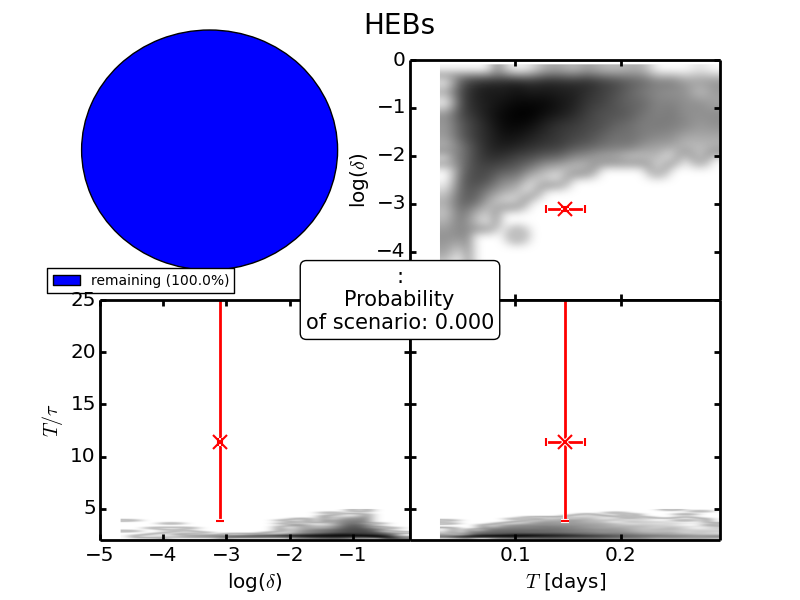 HEBs
0
−1
−2
−3
−4
log(δ)
remaining (100.0%)
:
Probability
of scenario: 0.000
25
20
15
10
5
T/τ
−5 −4 −3 −2 −1
log(δ)
0.1 0.2
T [days]